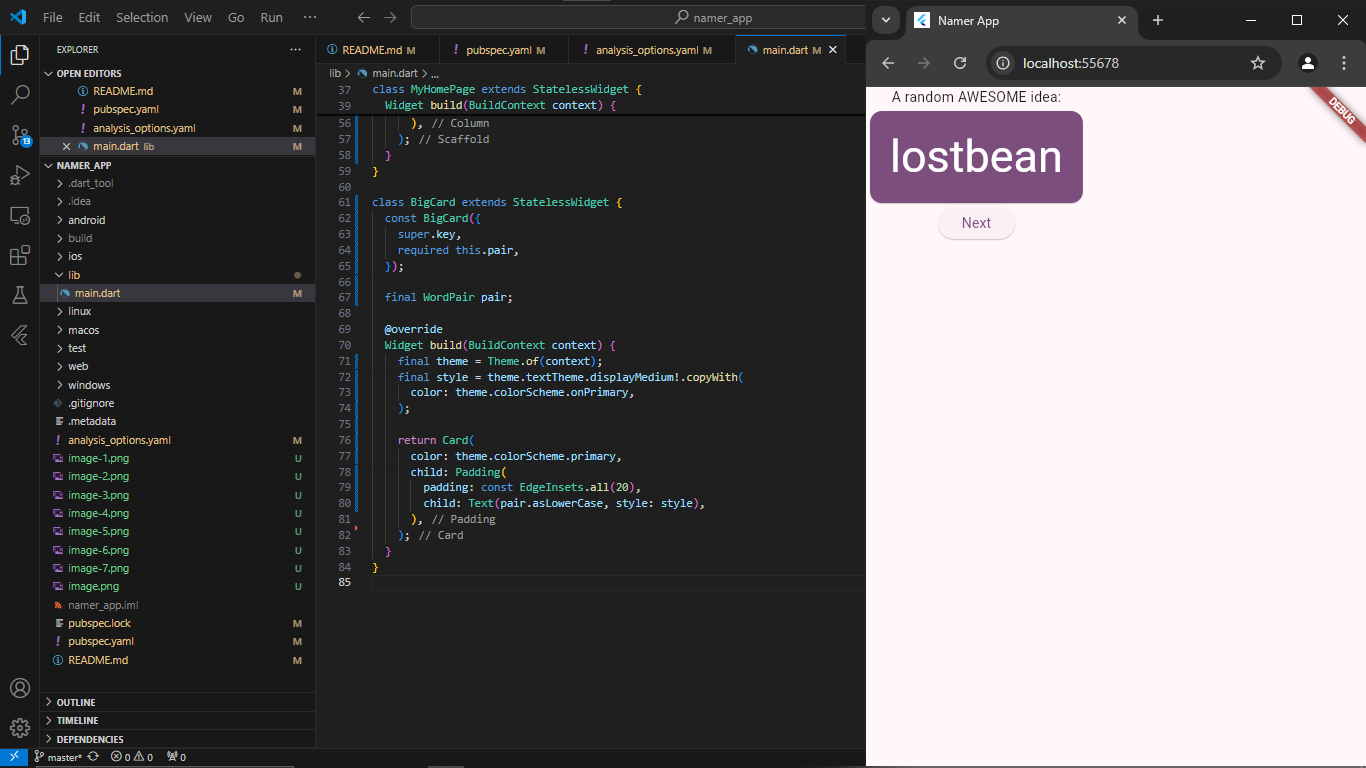 File Edit Selection View Go Run ··· namer_app
EXPLORER ···
OPEN EDITORS
README.md M
pubspec.yaml M
analysis_options.yaml M
main.dart lib M
NAMER_APP
.dart_tool
.idea
android
build
ios
lib
main.dart M
linux
macos
test
web
windows
.gitignore
.metadata
analysis_options.yaml M
image-1.png U
image-2.png U
image-3.png U
image-4.png U
image-5.png U
image-6.png U
image-7.png U
image.png U
namer_app.iml
pubspec.lock M
pubspec.yaml M
README.md M
OUTLINE
TIMELINE
DEPENDENCIES
13
README.md M pubspec.yaml M analysis_options.yaml M main.dart M
lib > main.dart > ...
37 class MyHomePage extends StatelessWidget {
39 Widget build(BuildContext context) {
56 ), // Column
57 ); // Scaffold
58 }
59 }
60
61 class BigCard extends StatelessWidget {
62 const BigCard({
63 super.key,
64 required this.pair,
65 });
66
67 final WordPair pair;
68
69 @override
70 Widget build(BuildContext context) {
71 final theme = Theme.of(context);
72 final style = theme.textTheme.displayMedium!.copyWith(
73 color: theme.colorScheme.onPrimary,
74 );
75
76 return Card(
77 color: theme.colorScheme.primary,
78 child: Padding(
79 padding: const EdgeInsets.all(20),
80 child: Text(pair.asLowerCase, style: style),
81 ), // Padding
82 ); // Card
83 }
84 }
85
master* 0 0 0
Namer App
localhost:55678
A random AWESOME idea:
DEBUG
lostbean
Next